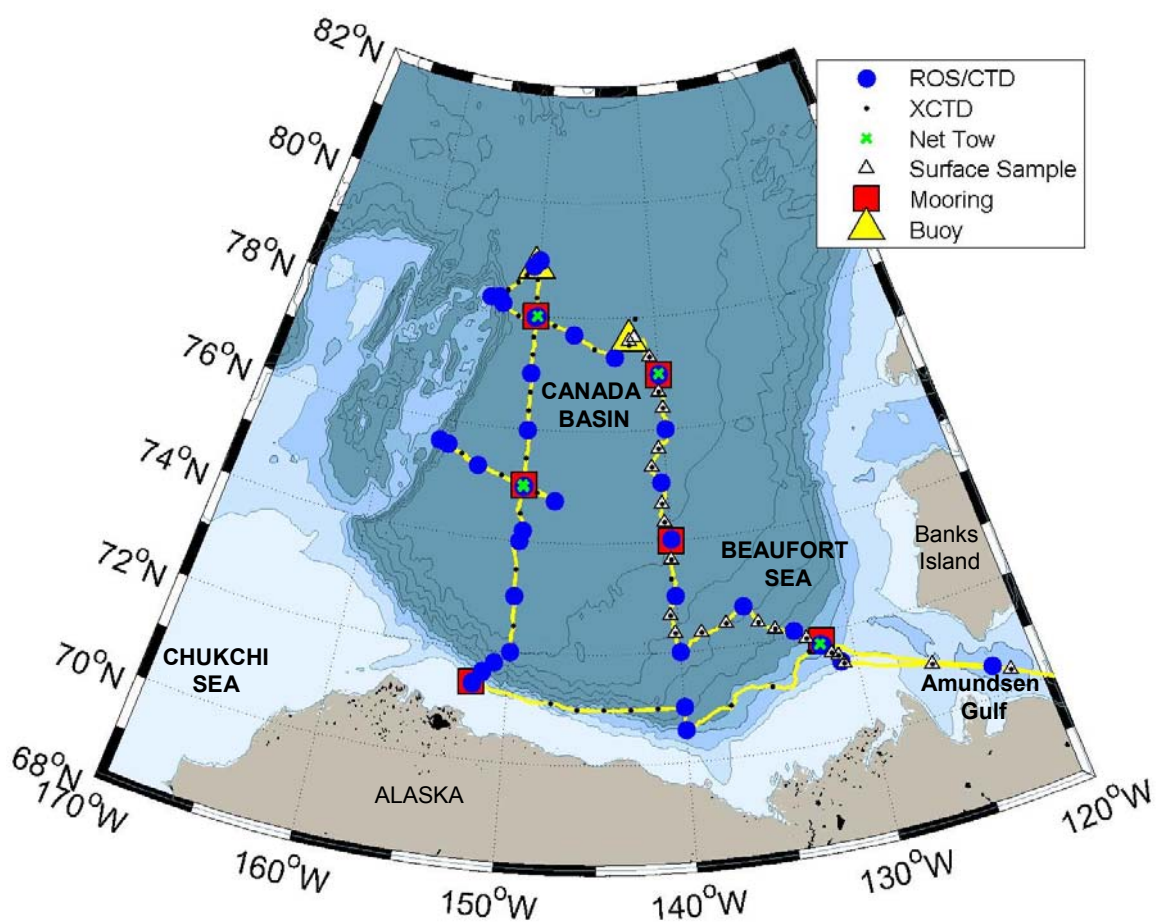 82°N
80°N
78°N
76°N
74°N
72°N
70°N
68°N
170°W
160°W
150°W
140°W
130°W
120°W
ROS/CTD
XCTD
Net Tow
Surface Sample
Mooring
Buoy
CANADA
BASIN
BEAUFORT
SEA
Banks
Island
CHUKCHI
SEA
Amundsen
Gulf
ALASKA